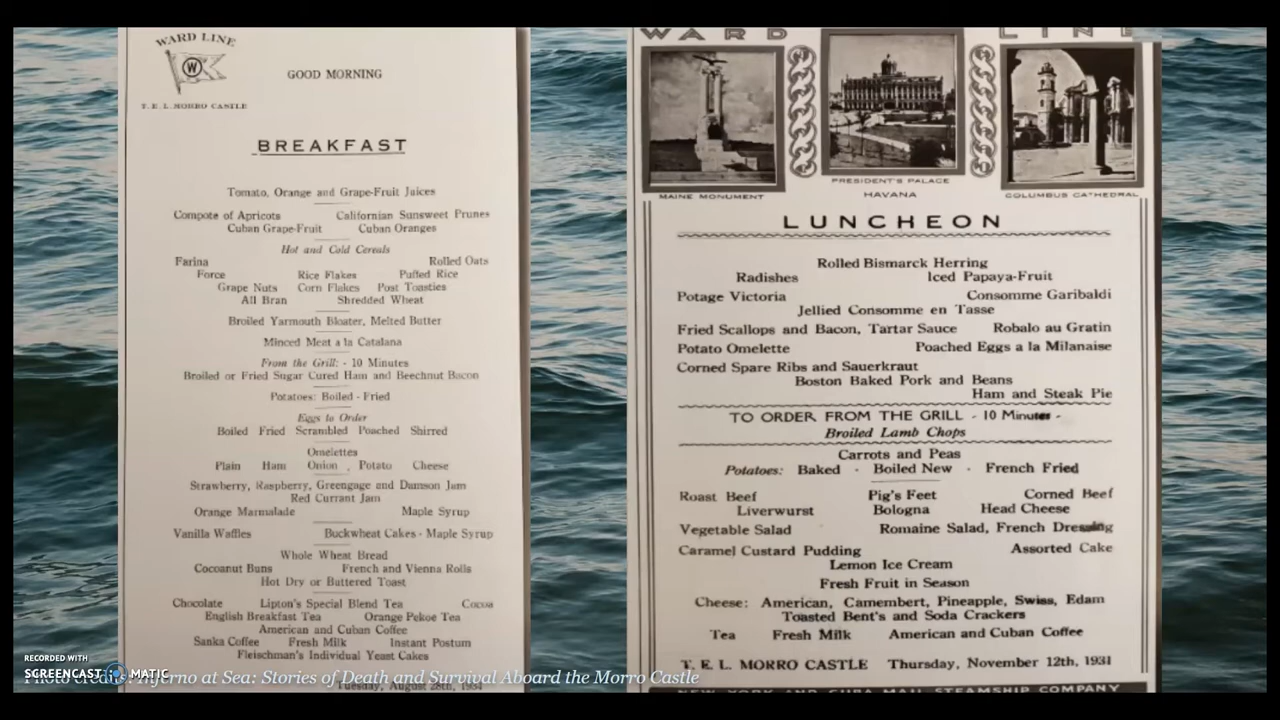 WARD LINE
W
T. E. L. MORRO CASTLE
GOOD MORNING
BREAKFAST
Tomato, Orange and Grape-Fruit Juices
Compote of Apricots Californian Sunsweet Prunes
Cuban Grape-Fruit Cuban Oranges
Hot and Cold Cereals
Farina Rolled Oats
Force Rice Flakes Puffed Rice
Grape Nuts Corn Flakes Post Toasties
All Bran Shredded Wheat
Broiled Yarmouth Bloater, Melted Butter
Minced Meat a la Catalana
From the Grill: - 10 Minutes
Broiled or Fried Sugar Cured Ham and Beechnut Bacon
Potatoes: Boiled - Fried
Eggs to Order
Boiled Fried Scrambled Poached Shirred
Omelettes
Plain Ham Onion , Potato Cheese
Strawberry, Raspberry, Greengage and Damson Jam
Red Currant Jam
Orange Marmalade Maple Syrup
Vanilla Waffles Buckwheat Cakes - Maple Syrup
Whole Wheat Bread
Cocoanut Buns French and Vienna Rolls
Hot Dry or Buttered Toast
Chocolate Lipton's Special Blend Tea Cocoa
English Breakfast Tea Orange Pekoe Tea
American and Cuban Coffee
Sanka Coffee Fresh Milk Instant Postum
Fleischman's Individual Yeast Cakes
Tuesday, August 28th, 1934
WARD LINE
MAINE MONUMENT PRESIDENT'S PALACE COLUMBUS CATHEDRAL
HAVANA
LUNCHEON
Rolled Bismarck Herring
Radishes Iced Papaya-Fruit
Potage Victoria Consomme Garibaldi
Jellied Consomme en Tasse
Fried Scallops and Bacon, Tartar Sauce Robalo au Gratin
Potato Omelette Poached Eggs a la Milanaise
Corned Spare Ribs and Sauerkraut
Boston Baked Pork and Beans
Ham and Steak Pie
TO ORDER FROM THE GRILL - 10 Minutes -
Broiled Lamb Chops
Carrots and Peas
Potatoes: Baked - Boiled New - French Fried
Roast Beef Pig's Feet Corned Beef
Liverwurst Bologna Head Cheese
Vegetable Salad Romaine Salad, French Dressing
Caramel Custard Pudding Assorted Cake
Lemon Ice Cream
Fresh Fruit in Season
Cheese: American, Camembert, Pineapple, Swiss, Edam
Toasted Bent's and Soda Crackers
Tea Fresh Milk American and Cuban Coffee
T. E. L. MORRO CASTLE Thursday, November 12th, 1931
NEW YORK AND CUBA MAIL STEAMSHIP COMPANY
RECORDED WITH
SCREENCAST MATIC
Photo credits: Inferno at Sea: Stories of Death and Survival Aboard the Morro Castle